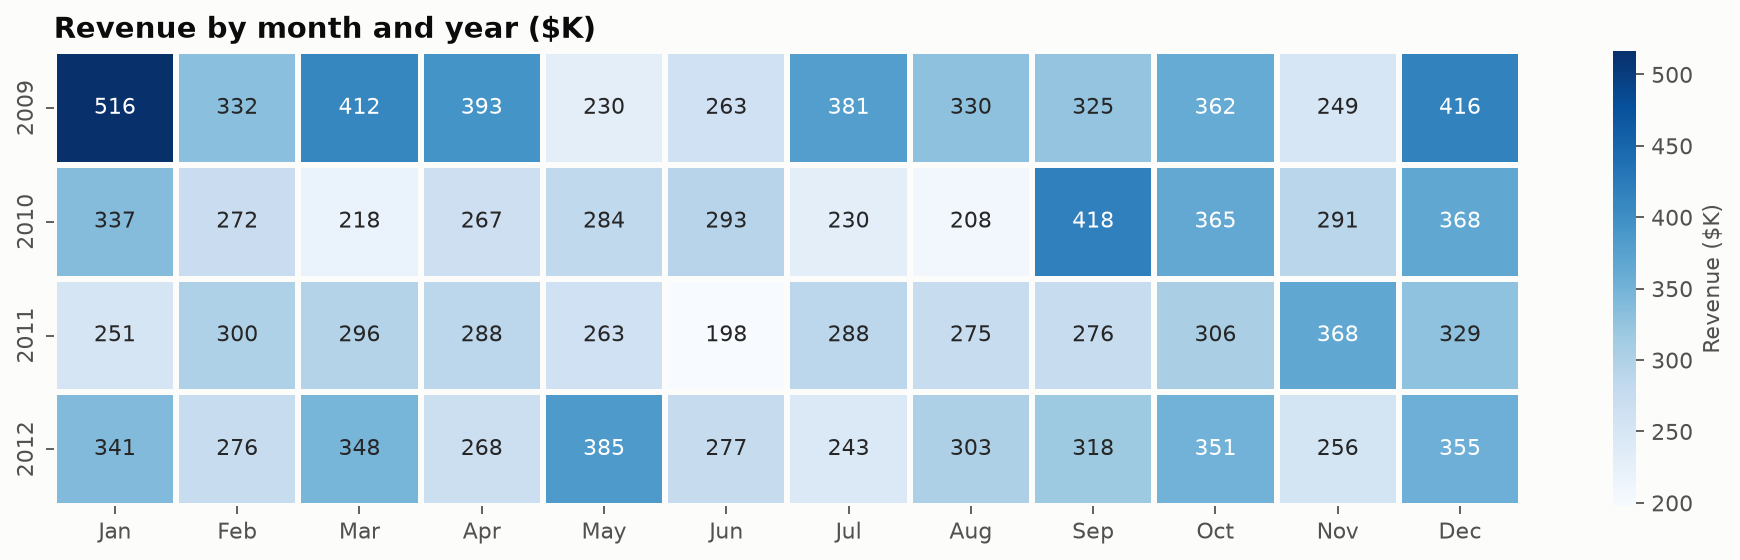 Revenue by month and year ($K)
2009 516 332 412 393 230 263 381 330 325 362 249 416
2010 337 272 218 267 284 293 230 208 418 365 291 368
2011 251 300 296 288 263 198 288 275 276 306 368 329
2012 341 276 348 268 385 277 243 303 318 351 256 355
Jan Feb Mar Apr May Jun Jul Aug Sep Oct Nov Dec
500
450
400
350
300
250
200
Revenue ($K)